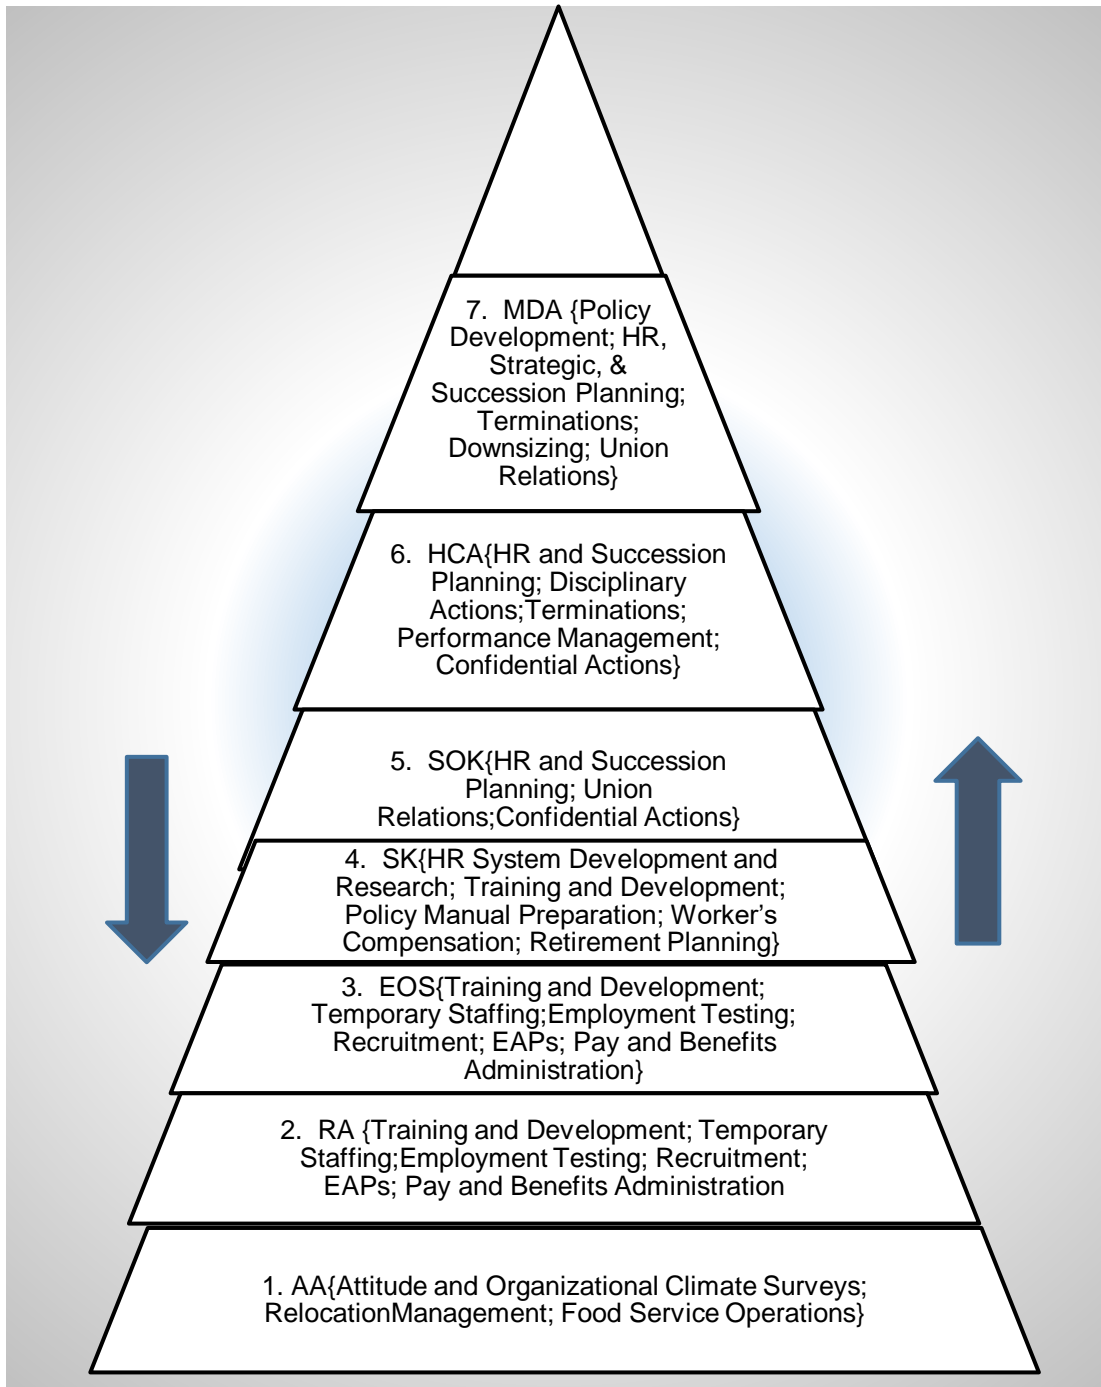 7. MDA {Policy
Development; HR,
Strategic, &
Succession Planning;
Terminations;
Downsizing; Union
Relations}
6. HCA{HR and Succession
Planning; Disciplinary
Actions;Terminations;
Performance Management;
Confidential Actions}
5. SOK{HR and Succession
Planning; Union
Relations;Confidential Actions}
4. SK{HR System Development and
Research; Training and Development;
Policy Manual Preparation; Worker’s
Compensation; Retirement Planning}
3. EOS{Training and Development;
Temporary Staffing;Employment Testing;
Recruitment; EAPs; Pay and Benefits
Administration}
2. RA {Training and Development; Temporary
Staffing;Employment Testing; Recruitment;
EAPs; Pay and Benefits Administration
1. AA{Attitude and Organizational Climate Surveys;
RelocationManagement; Food Service Operations}